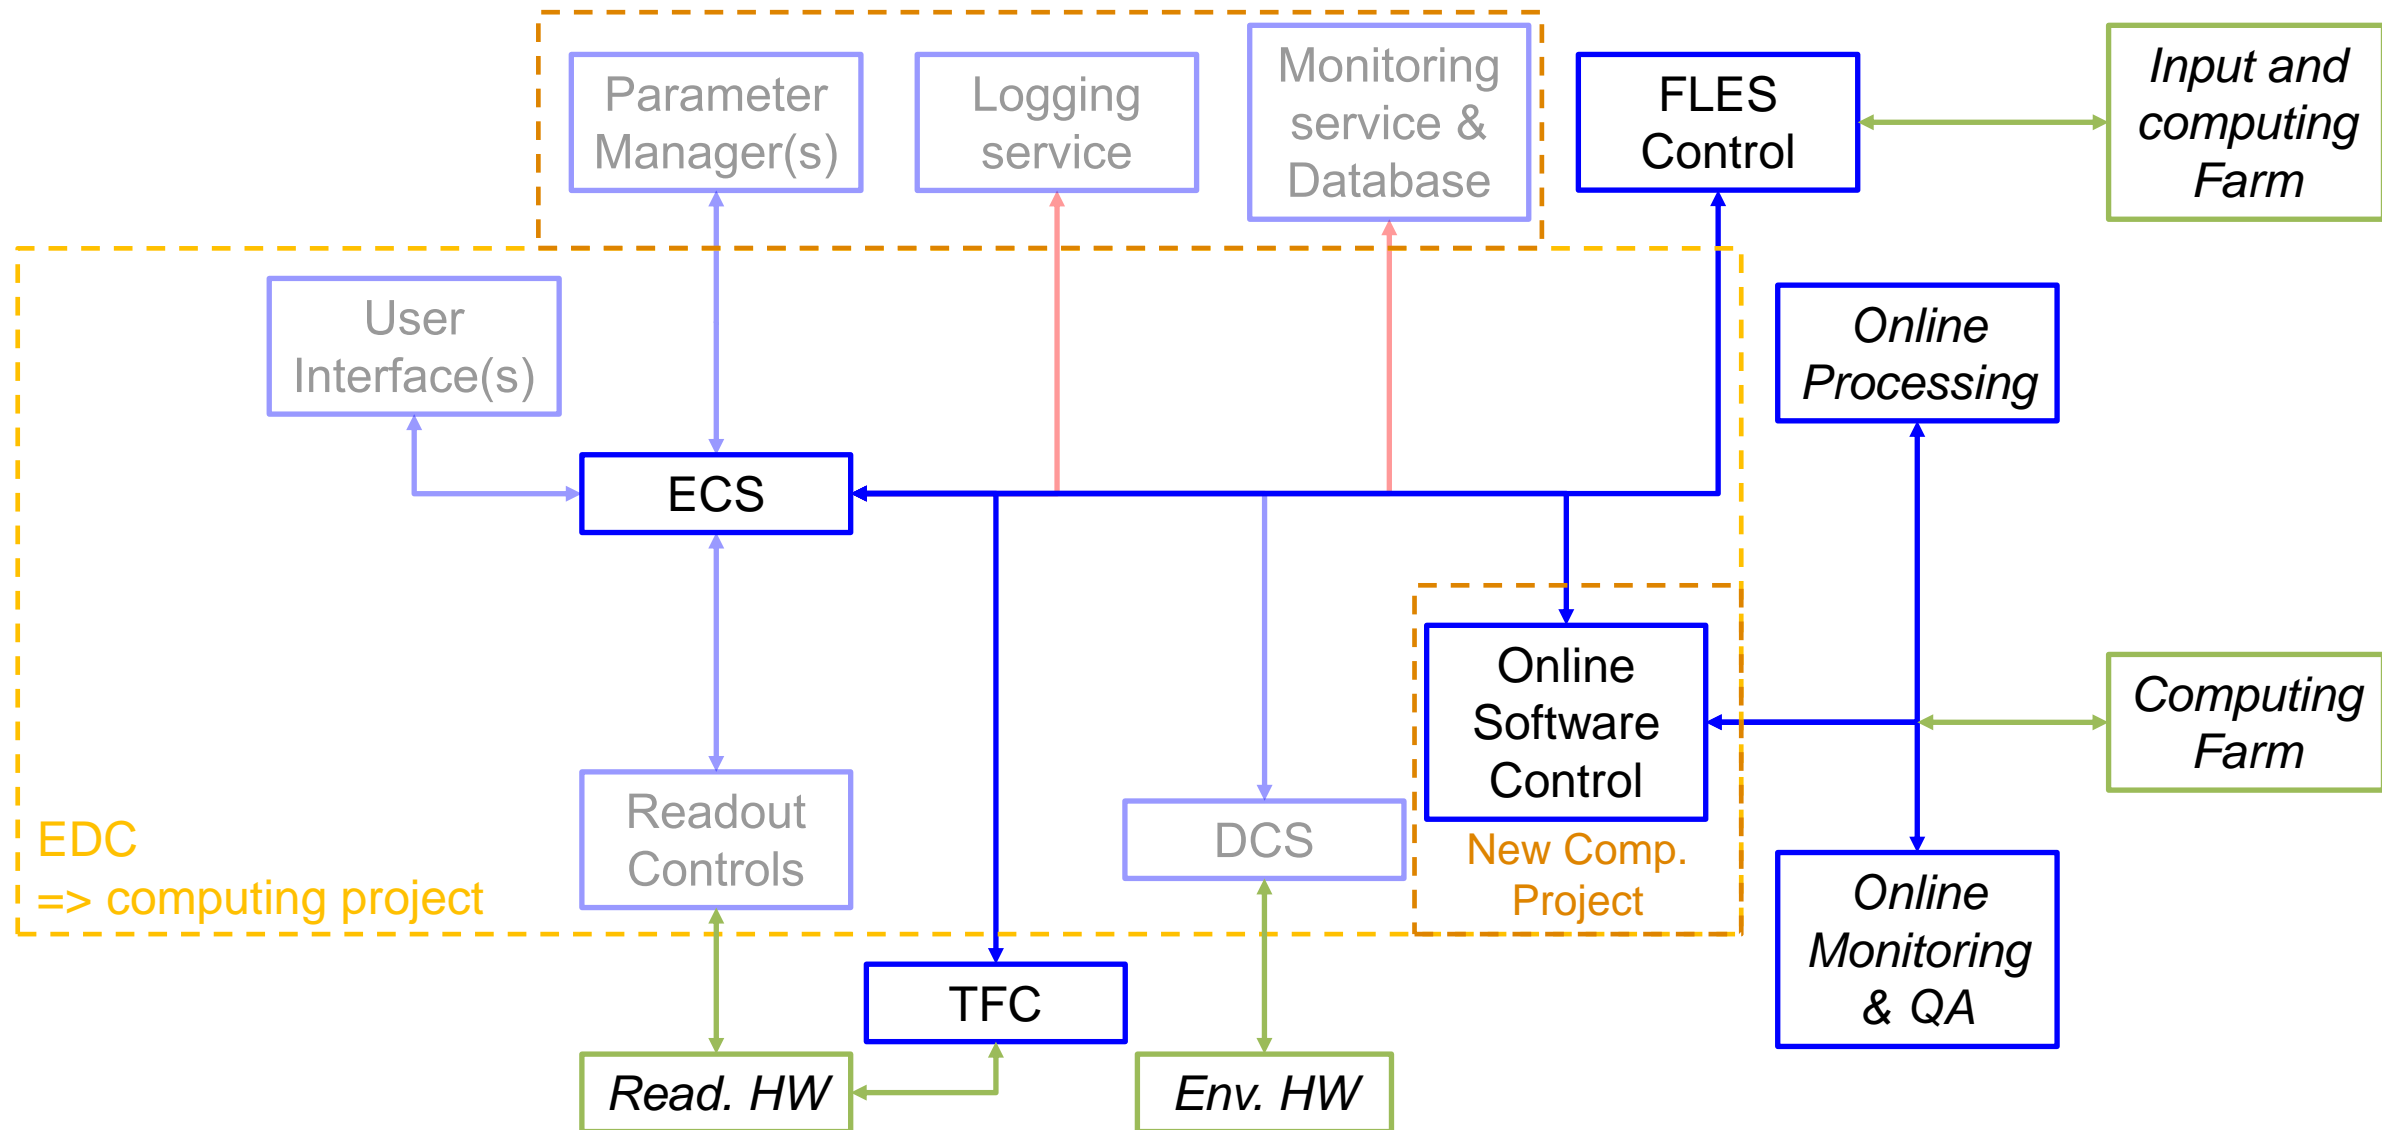 Parameter
Manager(s)
Logging
service
Monitoring
service &
Database
FLES
Control
Input and
computing
Farm
User
Interface(s)
Online
Processing
ECS
Online
Software
Control
New Comp.
Project
Computing
Farm
Readout
Controls
DCS
EDC
=> computing project
Online
Monitoring
& QA
TFC
Read. HW
Env. HW